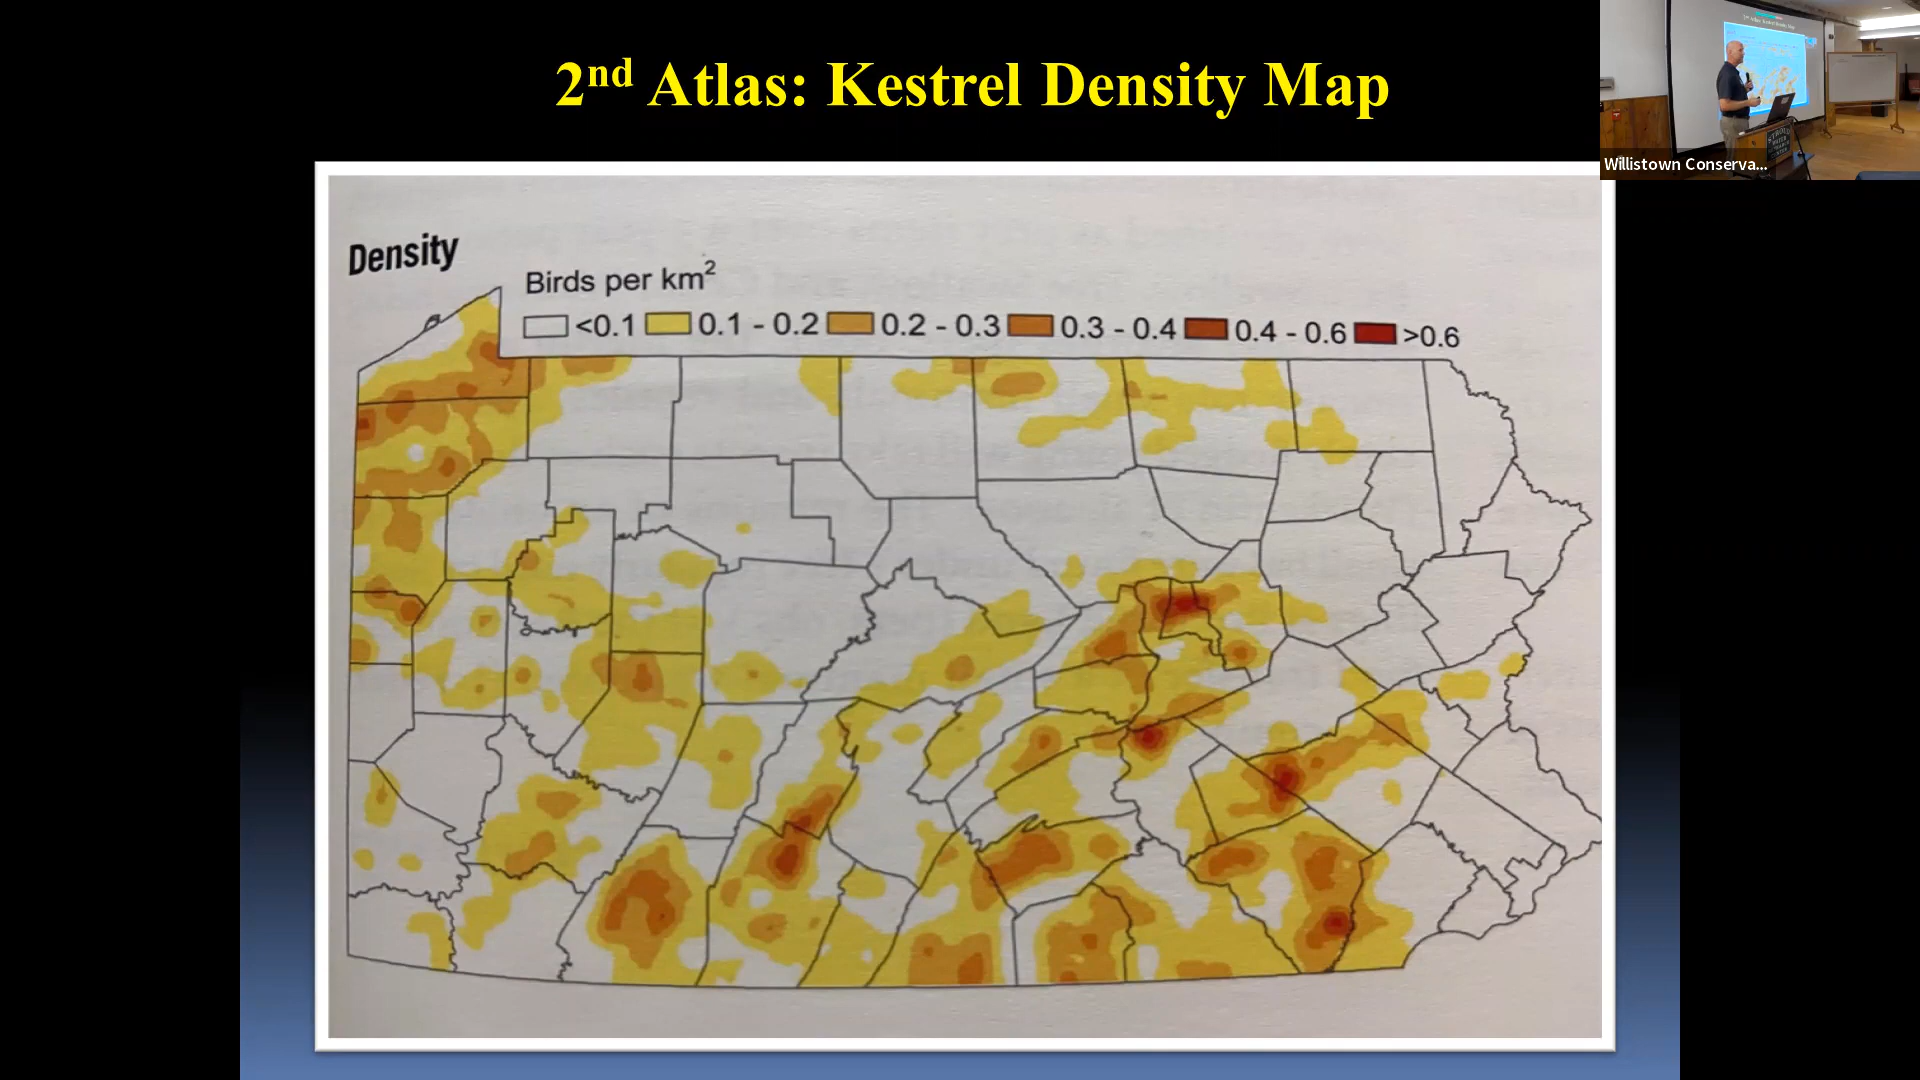 2nd Atlas: Kestrel Density Map
Willistown Conserva...
Density
Birds per km2
<0.1 0.1 - 0.2 0.2 - 0.3 0.3 - 0.4 0.4 - 0.6 >0.6